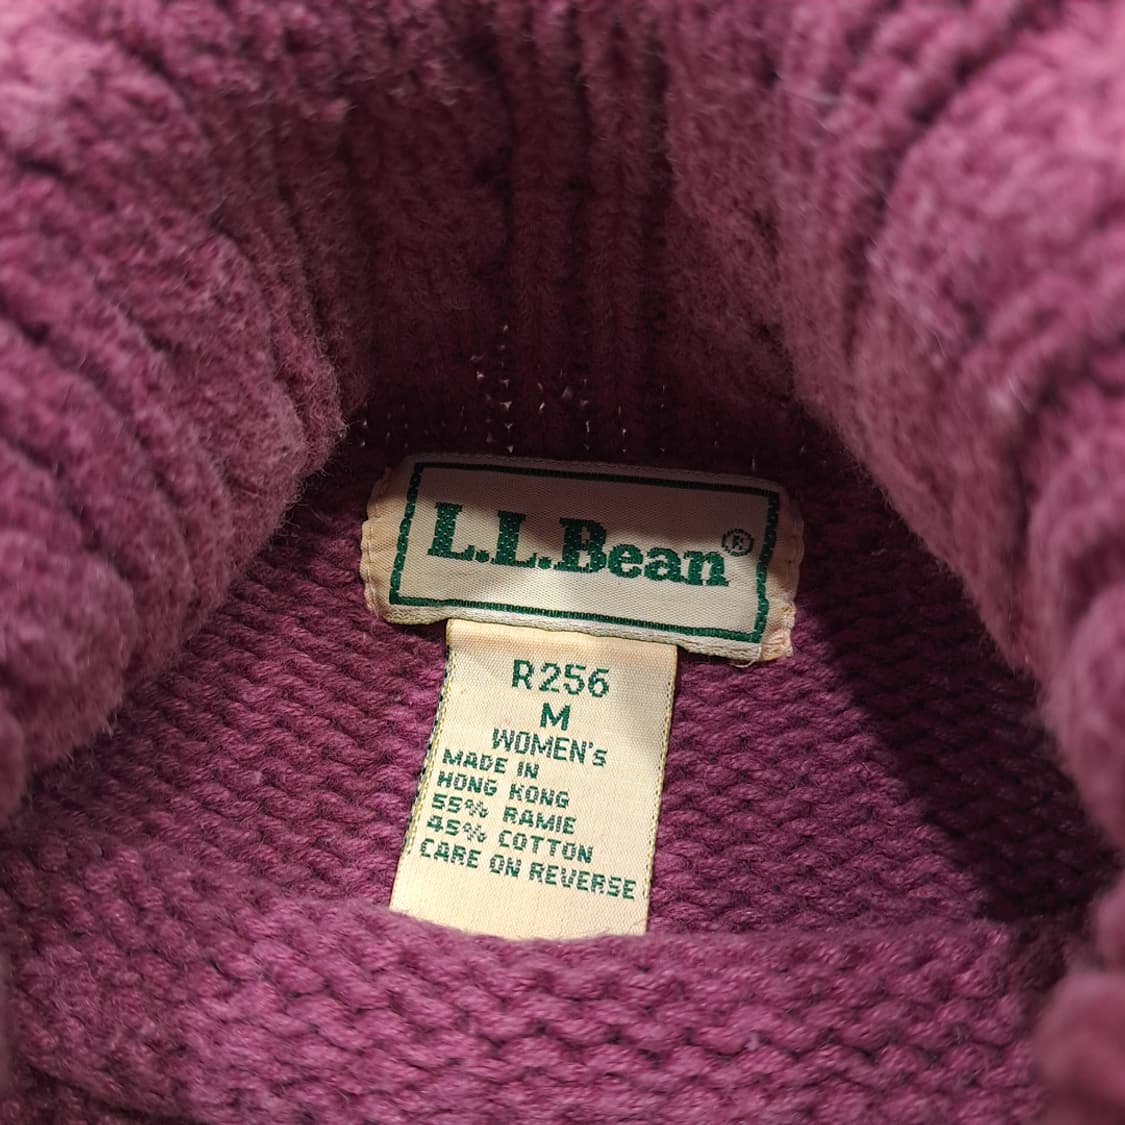 L.L.Bean®
R256
M
WOMEN's
MADE IN
HONG KONG
55% RAMIE
45% COTTON
CARE ON REVERSE